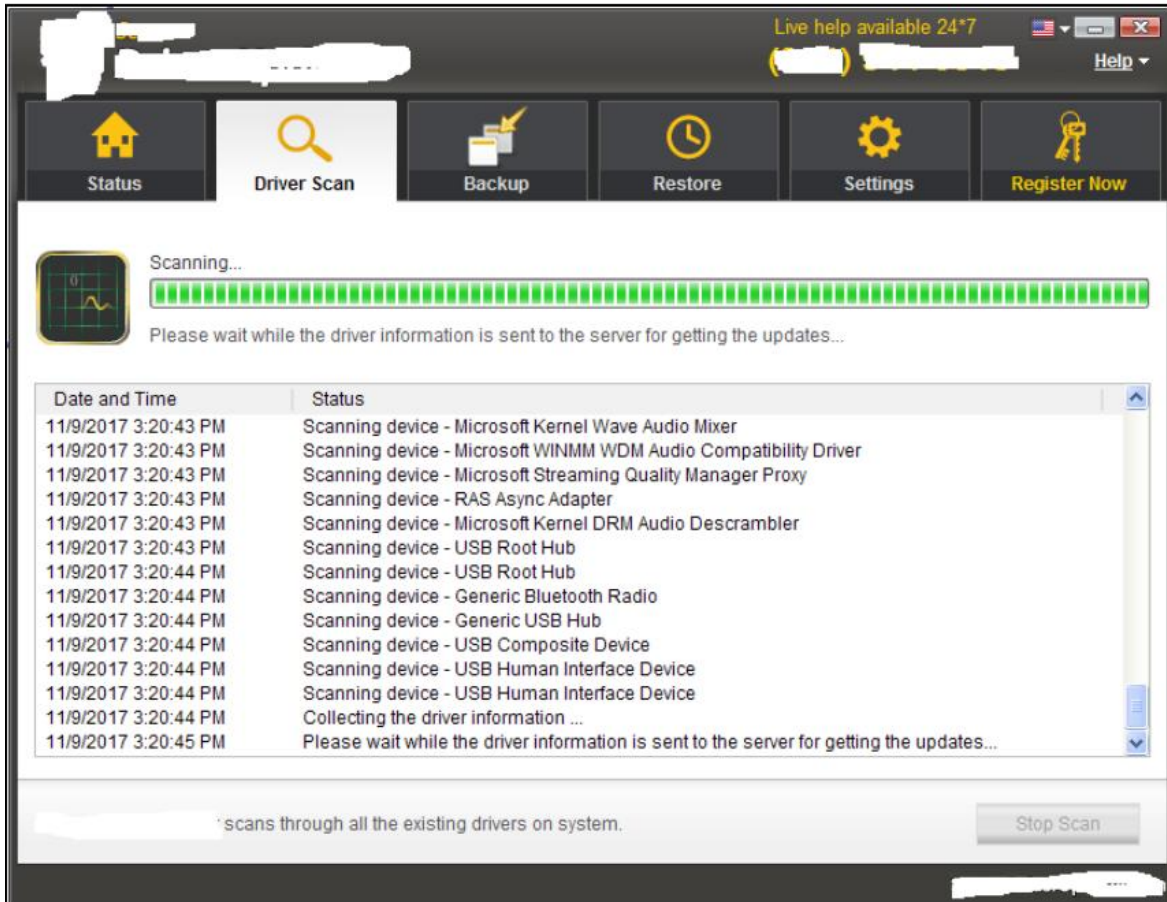 Live help available 24*7
Help
Status
Driver Scan
Backup
Restore
Settings
Register Now
Scanning...
Please wait while the driver information is sent to the server for getting the updates...
Date and Time Status
11/9/2017 3:20:43 PM Scanning device - Microsoft Kernel Wave Audio Mixer
11/9/2017 3:20:43 PM Scanning device - Microsoft WINMM WDM Audio Compatibility Driver
11/9/2017 3:20:43 PM Scanning device - Microsoft Streaming Quality Manager Proxy
11/9/2017 3:20:43 PM Scanning device - RAS Async Adapter
11/9/2017 3:20:43 PM Scanning device - Microsoft Kernel DRM Audio Descrambler
11/9/2017 3:20:43 PM Scanning device - USB Root Hub
11/9/2017 3:20:44 PM Scanning device - USB Root Hub
11/9/2017 3:20:44 PM Scanning device - Generic Bluetooth Radio
11/9/2017 3:20:44 PM Scanning device - Generic USB Hub
11/9/2017 3:20:44 PM Scanning device - USB Composite Device
11/9/2017 3:20:44 PM Scanning device - USB Human Interface Device
11/9/2017 3:20:44 PM Scanning device - USB Human Interface Device
11/9/2017 3:20:44 PM Collecting the driver information ...
11/9/2017 3:20:45 PM Please wait while the driver information is sent to the server for getting the updates...
scans through all the existing drivers on system.
Stop Scan